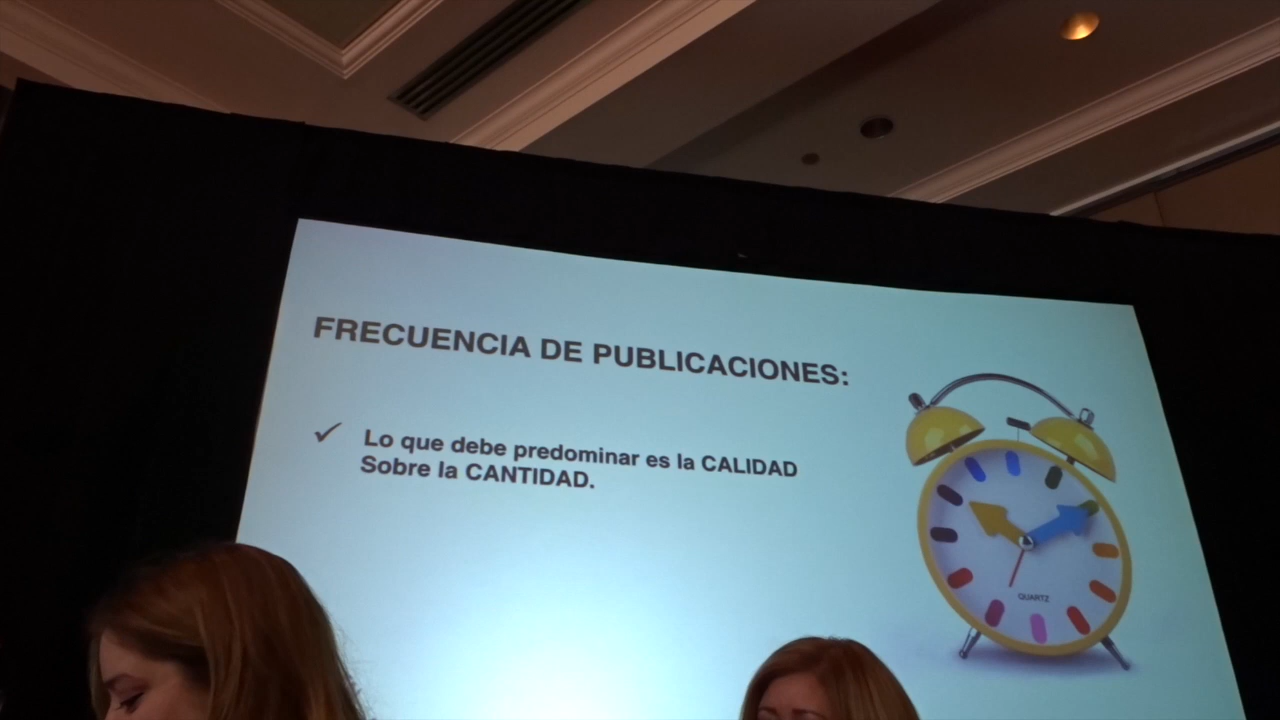 FRECUENCIA DE PUBLICACIONES:
✓ Lo que debe predominar es la CALIDAD
Sobre la CANTIDAD.
QUARTZ